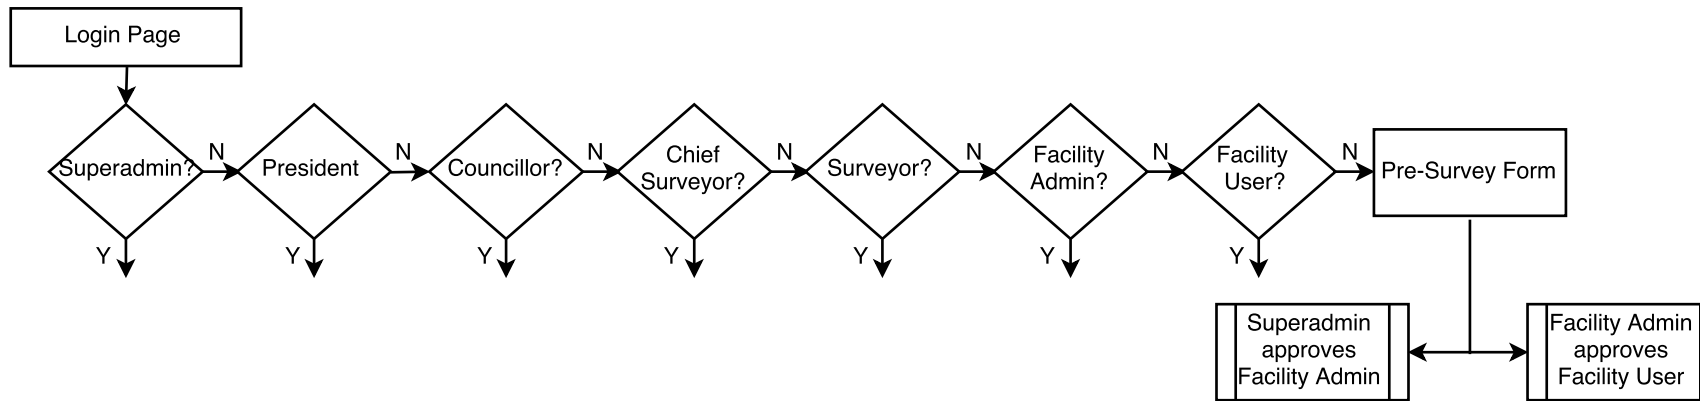 Login Page
Superadmin?
N
President
N
Councillor?
N
Chief
Surveyor?
N
Surveyor?
N
Facility
Admin?
N
Facility
User?
N
Pre-Survey Form
Y
Y
Y
Y
Y
Y
Y
Superadmin
approves
Facility Admin
Facility Admin
approves
Facility User